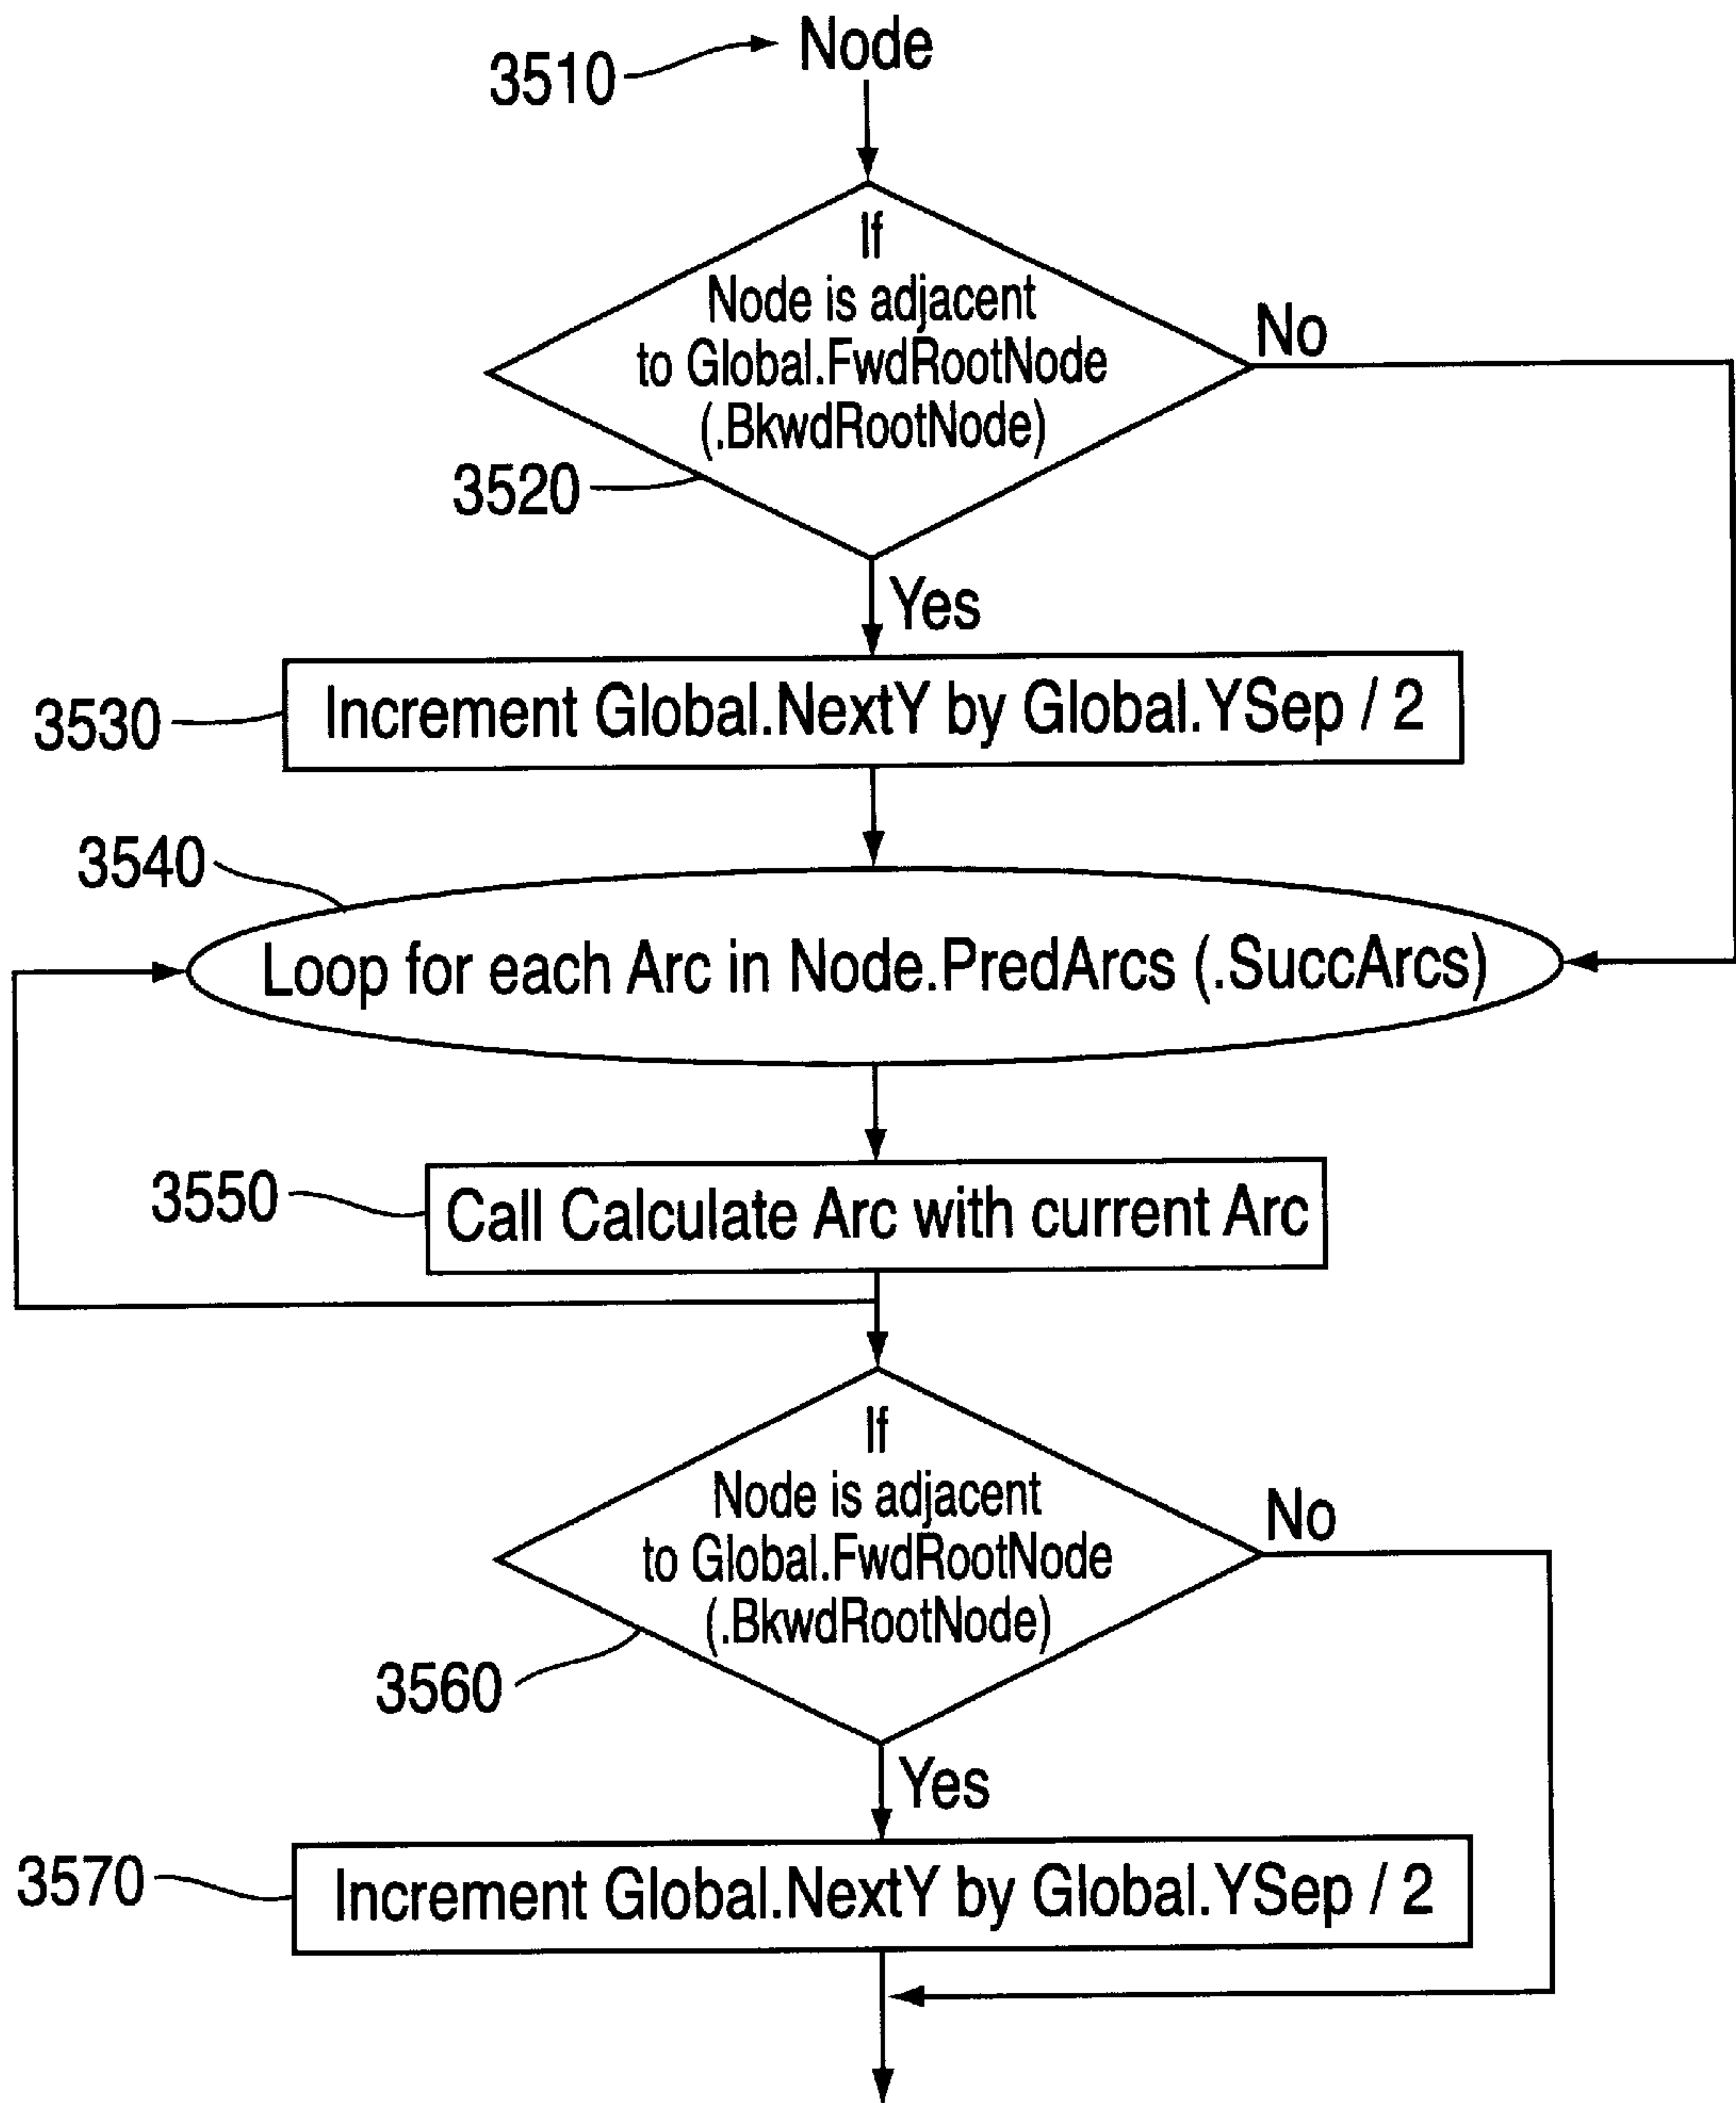 3510
Node
If
Node is adjacent
to Global.FwdRootNode
(.BkwdRootNode)
No
3520
Yes
3530
Increment Global.NextY by Global.YSep / 2
3540
Loop for each Arc in Node.PredArcs (.SuccArcs)
3550
Call Calculate Arc with current Arc
If
Node is adjacent
to Global.FwdRootNode
(.BkwdRootNode)
No
3560
Yes
3570
Increment Global.NextY by Global.YSep / 2